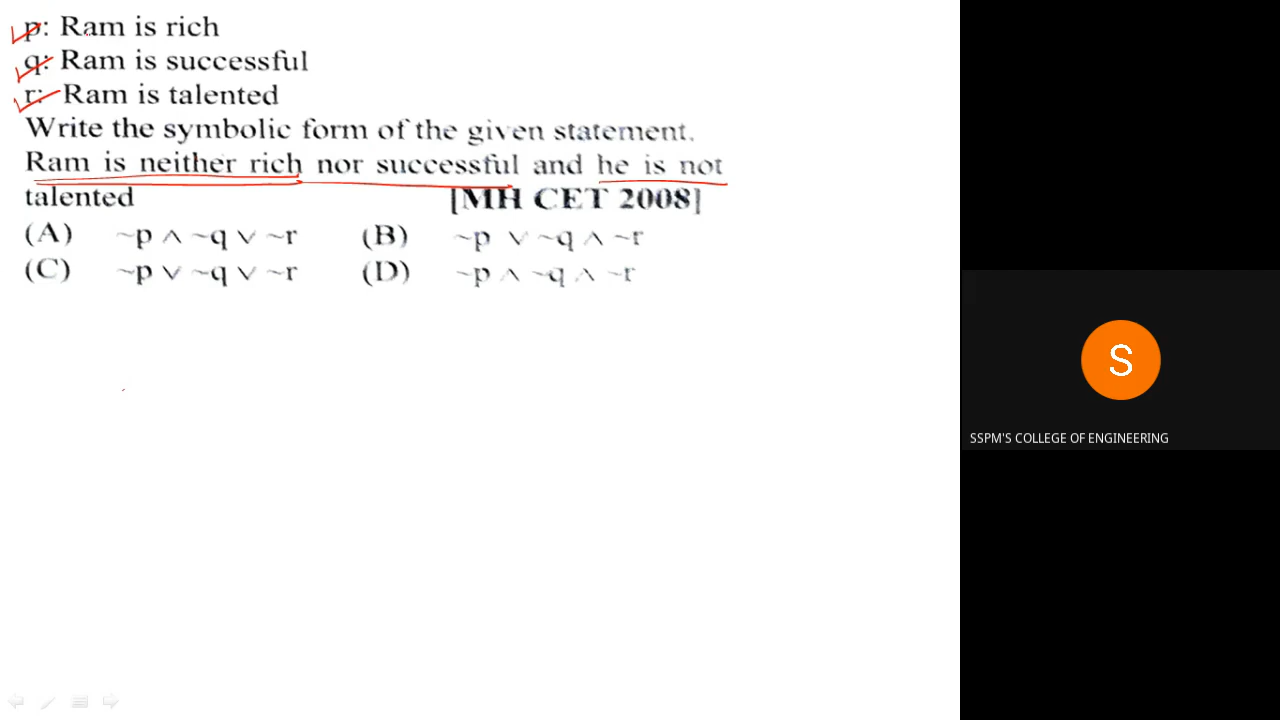 p: Ram is rich
q: Ram is successful
r: Ram is talented
Write the symbolic form of the given statement.
Ram is neither rich nor successful and he is not
talented [MH CET 2008]
(A) ~p ∧ ~q ∨ ~r (B) ~p ∨ ~q ∧ ~r
(C) ~p ∨ ~q ∨ ~r (D) ~p ∧ ~q ∧ ~r
S
SSPM'S COLLEGE OF ENGINEERING